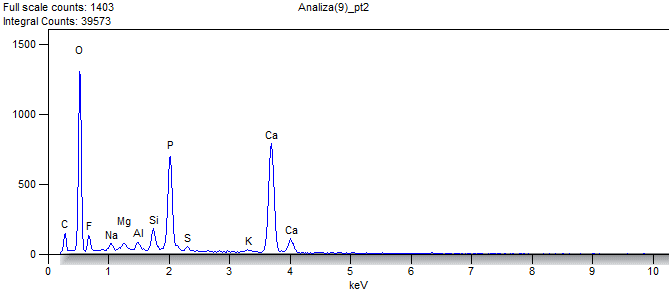 Full scale counts: 1403
Analiza(9)_pt2
Integral Counts: 39573
1500
1000
500
0
O
C
F
Na
Mg
Al
Si
P
S
K
Ca
Ca
0 1 2 3 4 5 6 7 8 9 10
keV